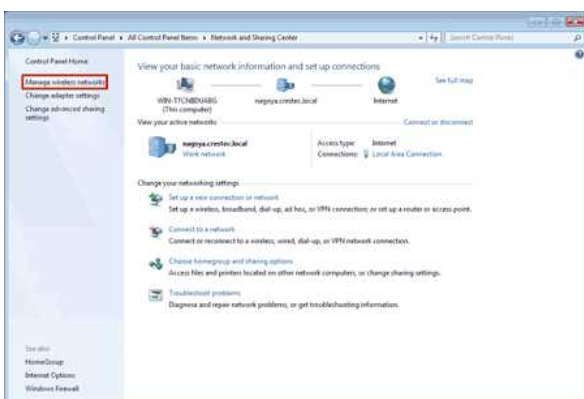 Control Panel ▸ All Control Panel Items ▸ Network and Sharing Center
Search Control Panel
Control Panel Home
Manage wireless networks
Change adapter settings
Change advanced sharing
settings
View your basic network information and set up connections
See full map
nagoya.crestec.local
Internet
(This computer)
View your active networks
Connect or disconnect
nagoya.crestec.local
Work network
Access type: Internet
Connections: Local Area Connection
Change your networking settings
Set up a new connection or network
Set up a wireless, broadband, dial-up, ad hoc, or VPN connection; or set up a router or access point.
Connect to a network
Connect or reconnect to a wireless, wired, dial-up, or VPN network connection.
Choose homegroup and sharing options
Access files and printers located on other network computers, or change sharing settings.
Troubleshoot problems
Diagnose and repair network problems, or get troubleshooting information.
See also
HomeGroup
Internet Options
Windows Firewall